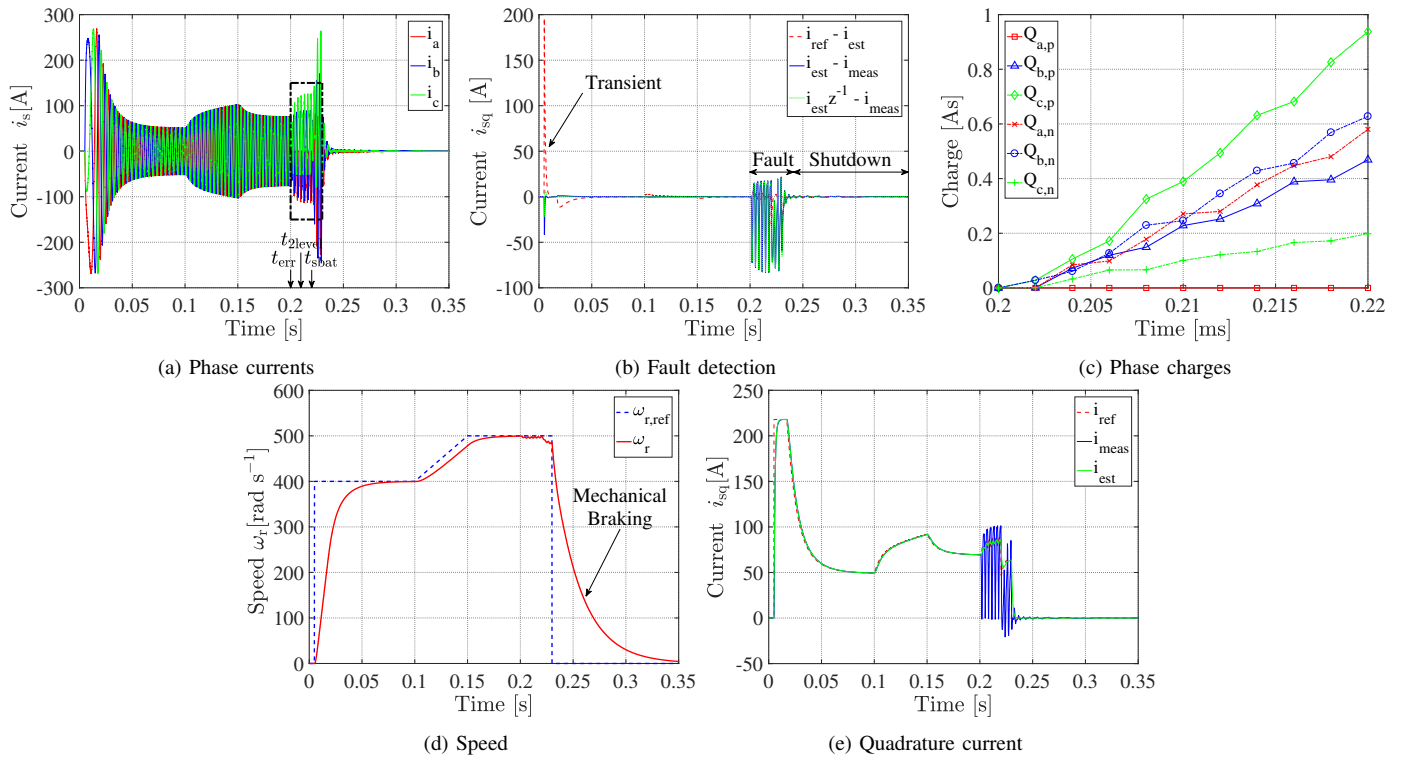 300
200
100
0
-100
-200
-300
0 0.05 0.1 0.15 0.2 0.25 0.3 0.35
Current i_s[A]
Time [s]
i_a
i_b
i_c
t_2level
t_err t_sbat
(a) Phase currents
200
150
100
50
0
-50
-100
0 0.05 0.1 0.15 0.2 0.25 0.3 0.35
Current i_sq [A]
Time [s]
i_ref - i_est
i_est - i_meas
i_est z^-1 - i_meas
Transient
Fault Shutdown
(b) Fault detection
1
0.8
0.6
0.4
0.2
0
0.2 0.205 0.21 0.215 0.22
Charge [As]
Time [ms]
Q_a,p
Q_b,p
Q_c,p
Q_a,n
Q_b,n
Q_c,n
(c) Phase charges
600
500
400
300
200
100
0
0 0.05 0.1 0.15 0.2 0.25 0.3 0.35
Speed ω_r[rad s^−1]
Time [s]
ω_r,ref
ω_r
Mechanical
Braking
(d) Speed
250
200
150
100
50
0
-50
0 0.05 0.1 0.15 0.2 0.25 0.3 0.35
Current i_sq[A]
Time [s]
i_ref
i_meas
i_est
(e) Quadrature current